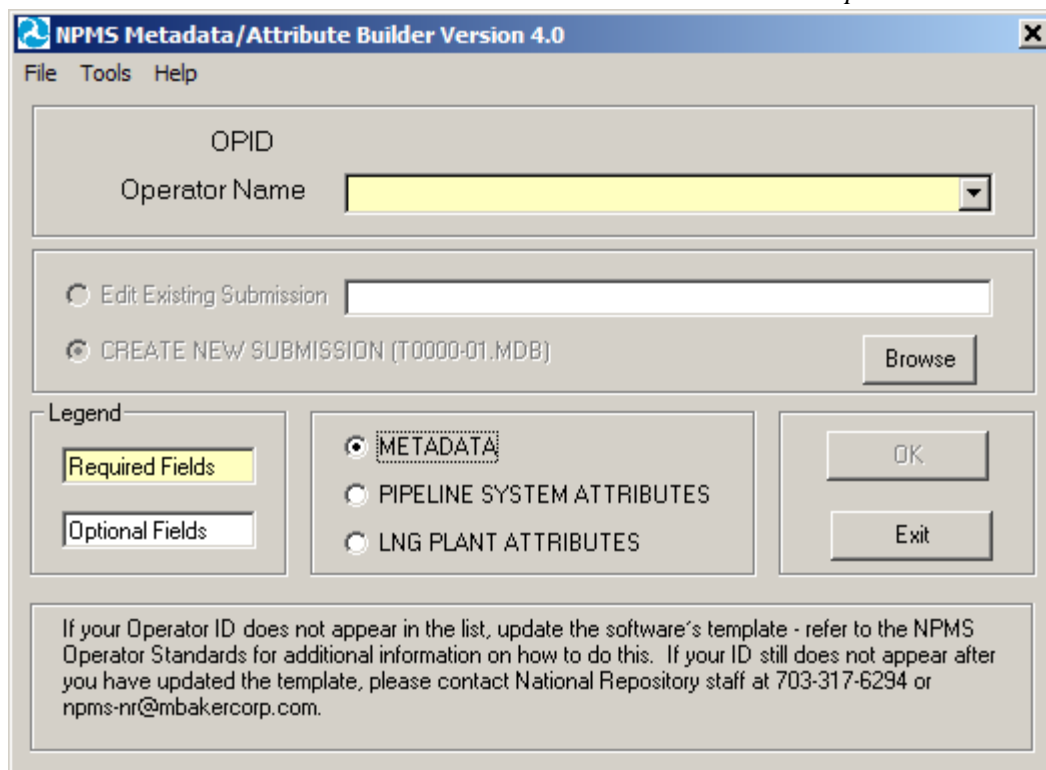 NPMS Metadata/Attribute Builder Version 4.0
File Tools Help
OPID
Operator Name
Edit Existing Submission
CREATE NEW SUBMISSION (T0000-01.MDB)
Browse
Legend
Required Fields
Optional Fields
METADATA
PIPELINE SYSTEM ATTRIBUTES
LNG PLANT ATTRIBUTES
OK
Exit
If your Operator ID does not appear in the list, update the software's template - refer to the NPMS
Operator Standards for additional information on how to do this. If your ID still does not appear after
you have updated the template, please contact National Repository staff at 703-317-6294 or
npms-nr@mbakercorp.com.